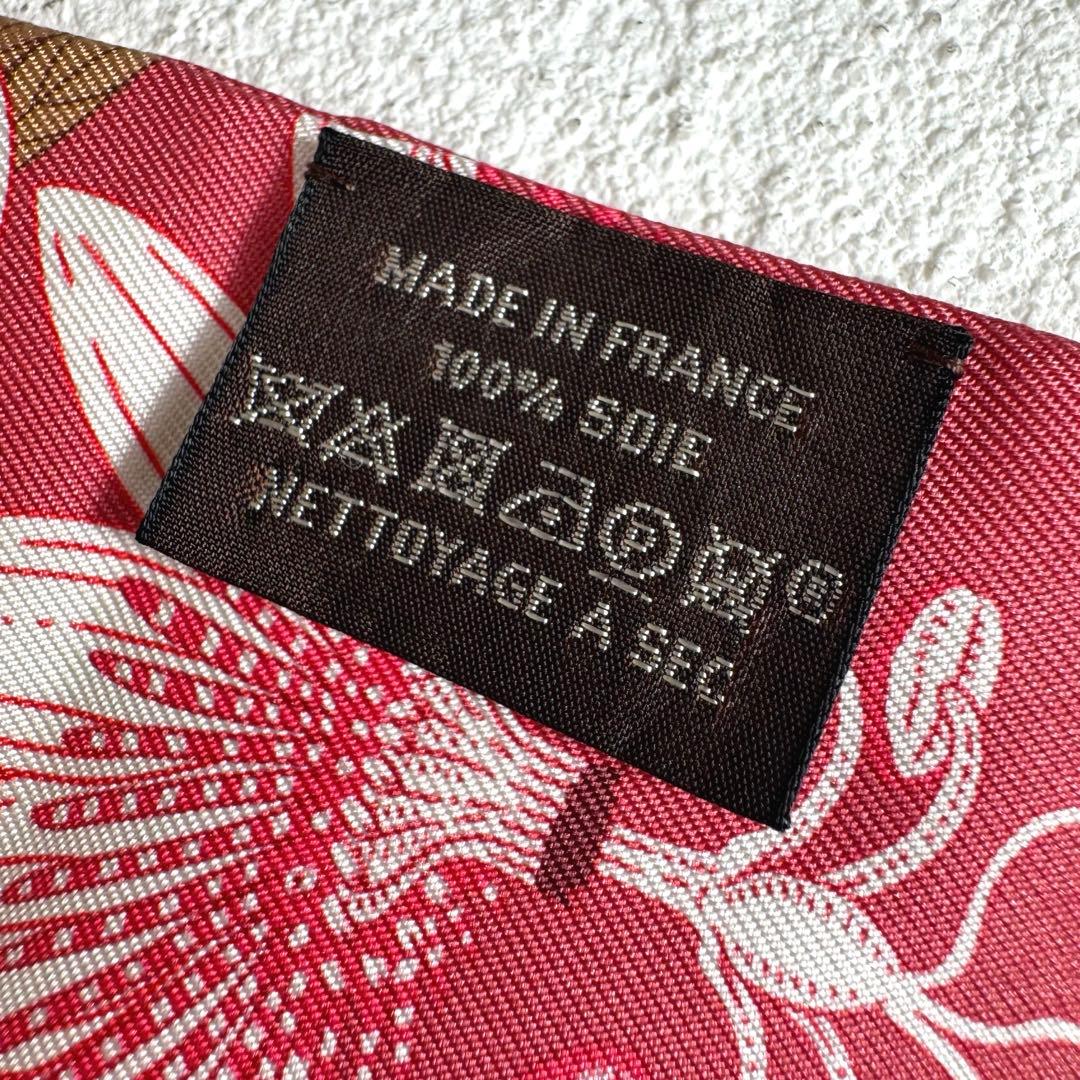 MADE IN FRANCE
100% SOIE
P W S
NETTOYAGE A SEC